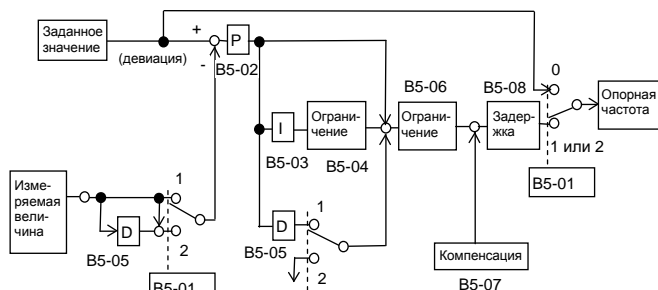 Заданное
значение
+
-
(девиация)
P
B5-02
I
B5-03
Ограни-
чение
B5-04
B5-06
Ограни-
чение
B5-08
Задер-
жка
0
1 или 2
B5-01
Опорная
частота
Изме-
ряемая
вели-
чина
D
B5-05
1
2
B5-01
D
B5-05
1
2
Компенсация
B5-07